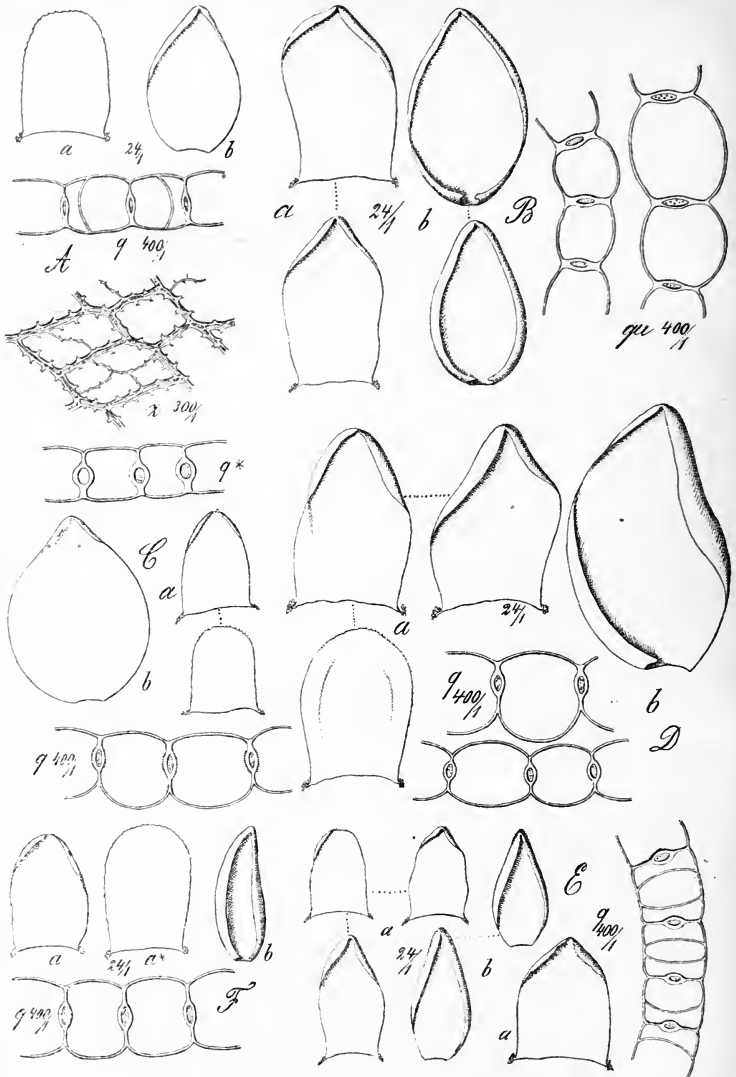 a 24/1 b
q 400/1
A
x 300/1
q*
a 24/1 b B
qu 400/1
C
a
b
q 400/1
a 24/1
b
q 400/1
D
a 24/1 a* b
q 400/1 F
a 24/1 b E
a
q 400/1